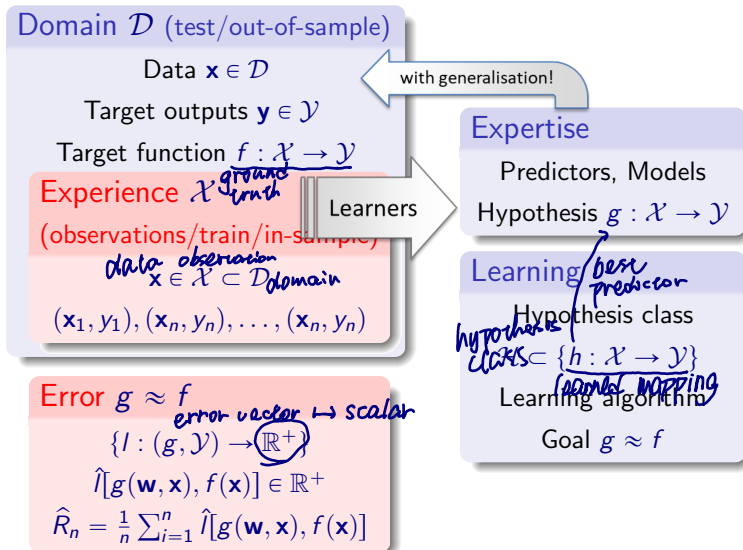 Domain 𝒟 (test/out-of-sample)
Data 𝐱 ∈ 𝒟
Target outputs 𝐲 ∈ 𝒴
Target function f : 𝒳 → 𝒴
ground truth
Experience 𝒳
(observations/train/in-sample)
data observation
𝐱 ∈ 𝒳 ⊂ 𝒟 domain
(𝐱₁, y₁), (𝐱ₙ, yₙ), . . . , (𝐱ₙ, yₙ)
with generalisation!
Learners
Expertise
Predictors, Models
Hypothesis g : 𝒳 → 𝒴
Learning
best predictor
Hypothesis class
hypothesis class
⊂ {h : 𝒳 → 𝒴}
learned mapping
Learning algorithm
Goal g ≈ f
Error g ≈ f
error vector ↦ scalar
{l : (g, 𝒴) → ℝ⁺}
l̂[g(𝐰, 𝐱), f(𝐱)] ∈ ℝ⁺
R̂ₙ = 1/n ∑ⁿᵢ₌₁ l̂[g(𝐰, 𝐱), f(𝐱)]